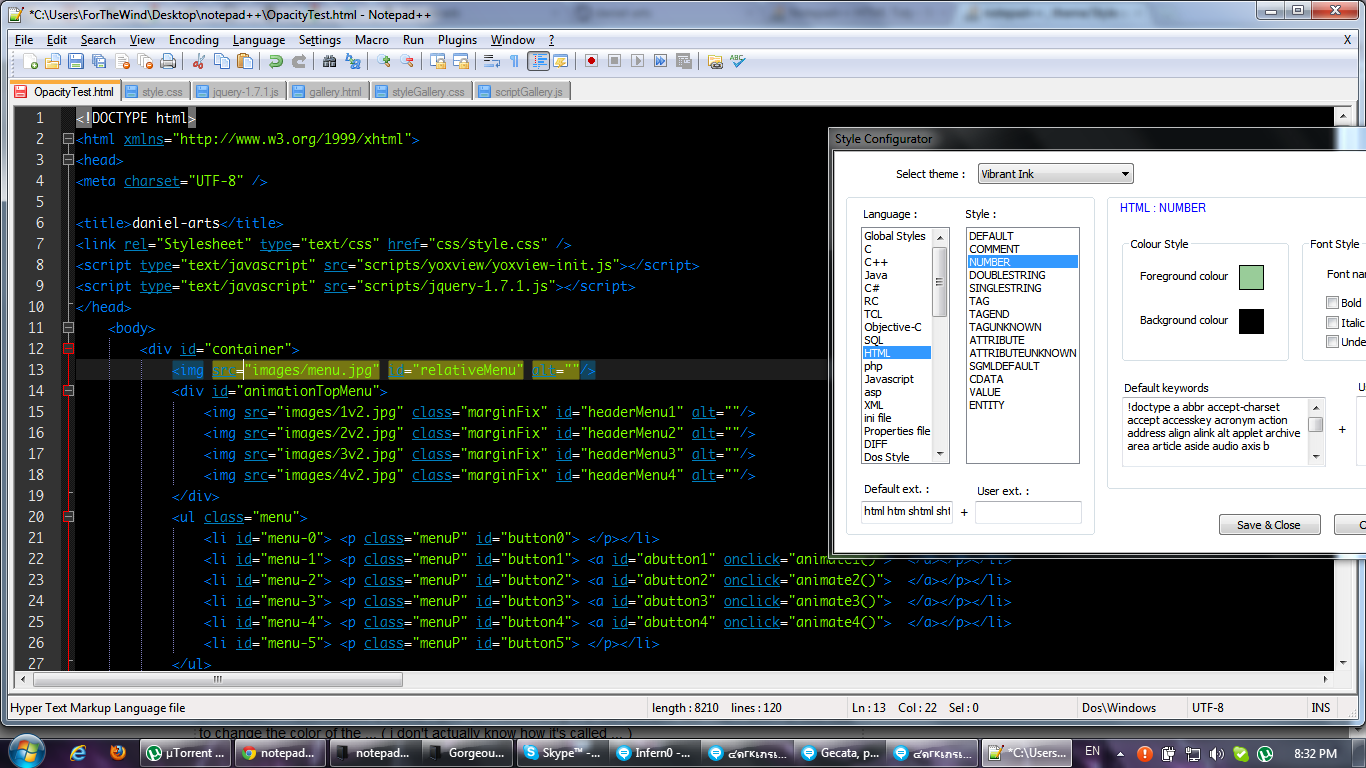 *C:\Users\ForTheWind\Desktop\notepad++\OpacityTest.html - Notepad++
File Edit Search View Encoding Language Settings Macro Run Plugins Window ? X
OpacityTest.html style.css jquery-1.7.1.js gallery.html styleGallery.css scriptGallery.js
1 <!DOCTYPE html>
2 <html xmlns="http://www.w3.org/1999/xhtml">
3 <head>
4 <meta charset="UTF-8" />
5
6 <title>daniel-arts</title>
7 <link rel="Stylesheet" type="text/css" href="css/style.css" />
8 <script type="text/javascript" src="scripts/yoxview/yoxview-init.js"></script>
9 <script type="text/javascript" src="scripts/jquery-1.7.1.js"></script>
10 </head>
11 <body>
12 <div id="container">
13 <img src="images/menu.jpg" id="relativeMenu" alt=""/>
14 <div id="animationTopMenu">
15 <img src="images/1v2.jpg" class="marginFix" id="headerMenu1" alt=""/>
16 <img src="images/2v2.jpg" class="marginFix" id="headerMenu2" alt=""/>
17 <img src="images/3v2.jpg" class="marginFix" id="headerMenu3" alt=""/>
18 <img src="images/4v2.jpg" class="marginFix" id="headerMenu4" alt=""/>
19 </div>
20 <ul class="menu">
21 <li id="menu-0"> <p class="menuP" id="button0"> </p></li>
22 <li id="menu-1"> <p class="menuP" id="button1"> <a id="abutton1" onclick="animate1()"> </a></p></li>
23 <li id="menu-2"> <p class="menuP" id="button2"> <a id="abutton2" onclick="animate2()"> </a></p></li>
24 <li id="menu-3"> <p class="menuP" id="button3"> <a id="abutton3" onclick="animate3()"> </a></p></li>
25 <li id="menu-4"> <p class="menuP" id="button4"> <a id="abutton4" onclick="animate4()"> </a></p></li>
26 <li id="menu-5"> <p class="menuP" id="button5"> </p></li>
27 </ul>
Style Configurator
Select theme : Vibrant Ink
Language :
Global Styles
C
C++
Java
C#
RC
TCL
Objective-C
SQL
HTML
php
Javascript
asp
XML
ini file
Properties file
DIFF
Dos Style
Style :
DEFAULT
COMMENT
NUMBER
DOUBLESTRING
SINGLESTRING
TAG
TAGEND
TAGUNKNOWN
ATTRIBUTE
ATTRIBUTEUNKNOWN
SGMLDEFAULT
CDATA
VALUE
ENTITY
Default ext. : User ext. :
html htm shtml sht +
HTML : NUMBER
Colour Style
Foreground colour
Background colour
Font Style
Font na
Bold
Italic
Unde
Default keywords
!doctype a abbr accept-charset
accept accesskey acronym action
address align alink alt applet archive
area article aside audio axis b
+
Save & Close
Hyper Text Markup Language file length : 8210 lines : 120 Ln : 13 Col : 22 Sel : 0 Dos\Windows UTF-8 INS
to change the color of the ... ( i don't actually know how it's called ... )
µTorrent ... notepad... notepad... Gorgeou... Skype™ -... Infern0 -... Gecata, p... *C:\Users... EN 8:32 PM